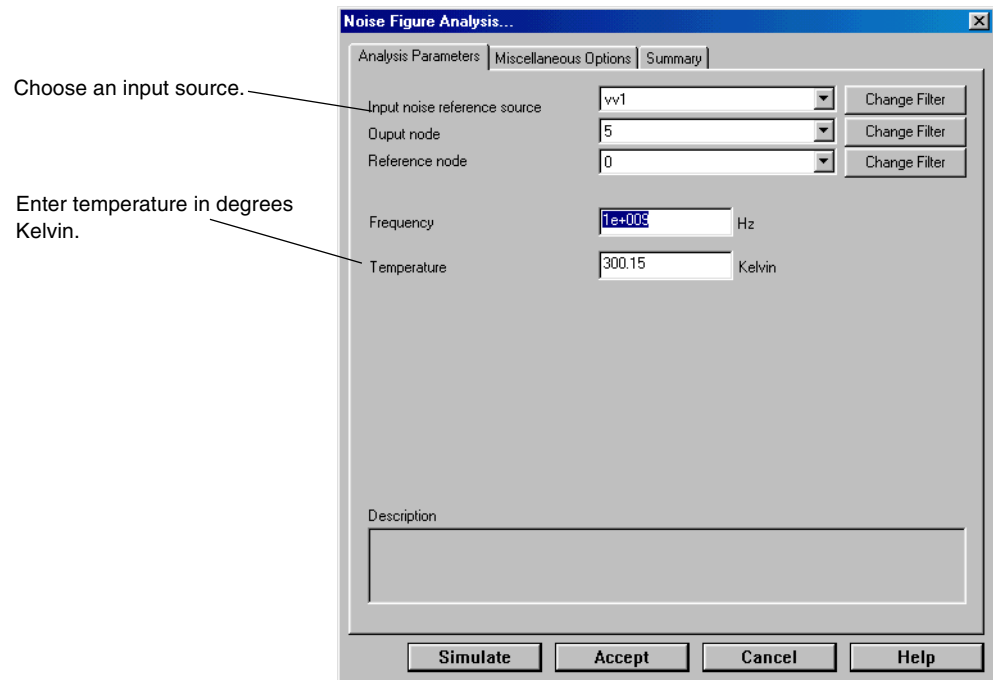 Noise Figure Analysis...
Analysis Parameters Miscellaneous Options Summary
Choose an input source.
Input noise reference source vv1 Change Filter
Ouput node 5 Change Filter
Reference node 0 Change Filter
Enter temperature in degrees
Kelvin.
Frequency 1e+009 Hz
Temperature 300.15 Kelvin
Description
Simulate Accept Cancel Help